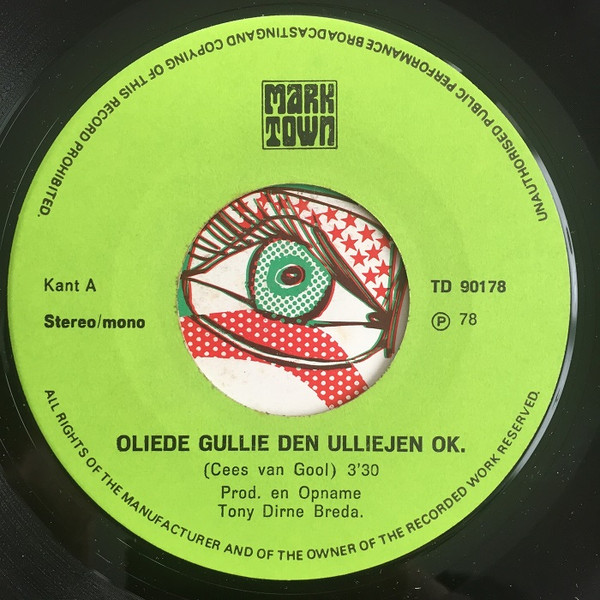 UNAUTHORISED PUBLIC PERFORMANCE BROADCASTINGAND COPYING OF THIS RECORD PROHIBITED.
MARK
TOWN
Kant A
TD 90178
Stereo/mono
Ⓟ 78
OLIEDE GULLIE DEN ULLIEJEN OK.
(Cees van Gool) 3'30
Prod. en Opname
Tony Dirne Breda.
ALL RIGHTS OF THE MANUFACTURER AND OF THE OWNER OF THE RECORDED WORK RESERVED.